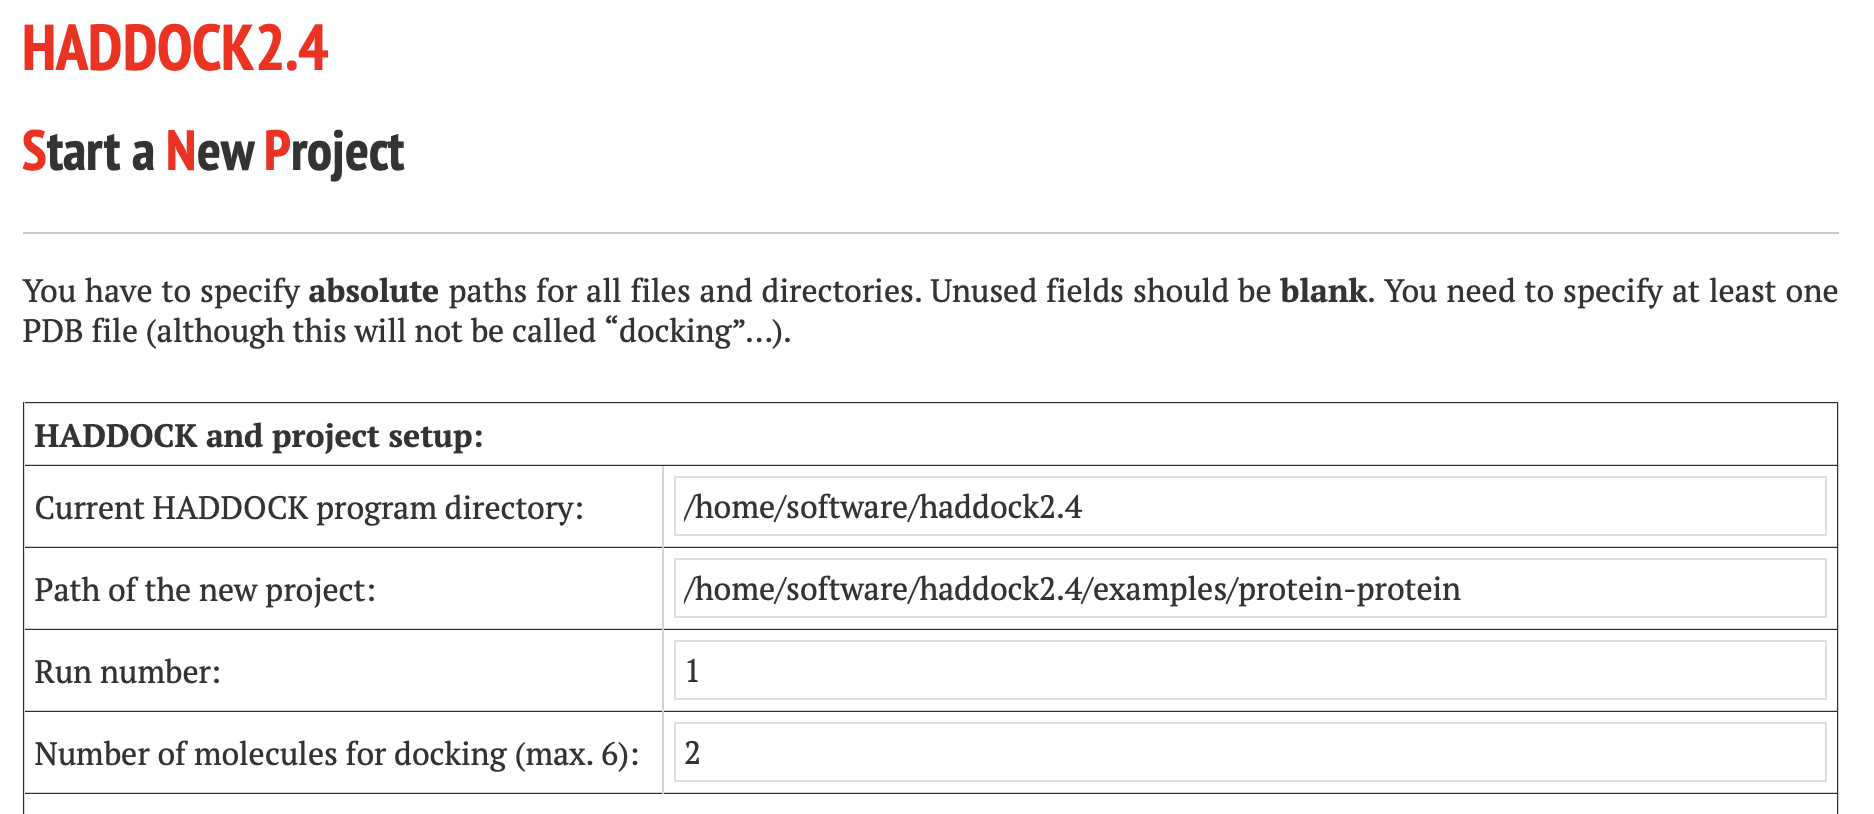 HADDOCK2.4
Start a New Project
You have to specify absolute paths for all files and directories. Unused fields should be blank. You need to specify at least one
PDB file (although this will not be called “docking”…).
HADDOCK and project setup:
Current HADDOCK program directory: /home/software/haddock2.4
Path of the new project: /home/software/haddock2.4/examples/protein-protein
Run number: 1
Number of molecules for docking (max. 6): 2